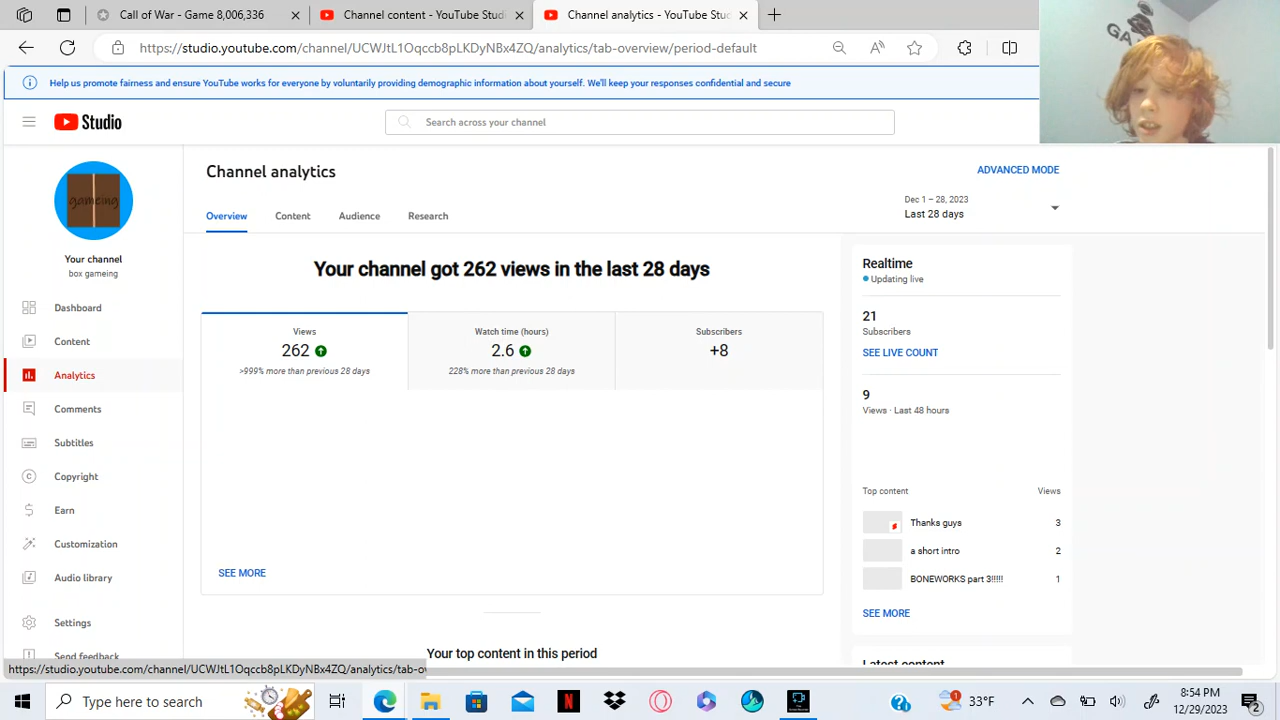 Call of War - Game 8,006,336
Channel Content - YouTube Studi
Channel analytics - YouTube Stud
https://studio.youtube.com/channel/UCWJtL1Oqccb8pLKDyNBx4ZQ/analytics/tab-overview/period-default
Help us promote fairness and ensure YouTube works for everyone by voluntarily providing demographic information about yourself. We'll keep your responses confidential and secure
Studio
Search across your channel
gameing
Your channel
box gameing
Dashboard
Content
Analytics
Comments
Subtitles
Copyright
Earn
Customization
Audio library
Settings
Send feedback
Channel analytics
ADVANCED MODE
Overview Content Audience Research
Dec 1 – 28, 2023
Last 28 days
Your channel got 262 views in the last 28 days
Views
262
>999% more than previous 28 days
Watch time (hours)
2.6
228% more than previous 28 days
Subscribers
+8
SEE MORE
Your top content in this period
Realtime
Updating live
21
Subscribers
SEE LIVE COUNT
9
Views · Last 48 hours
Top content Views
Thanks guys 3
a short intro 2
BONEWORKS part 3!!!!! 1
SEE MORE
Latest content
https://studio.youtube.com/channel/UCWJtL1Oqccb8pLKDyNBx4ZQ/analytics/tab-ov
Type here to search
1
33°F
8:54 PM
12/29/2023
2